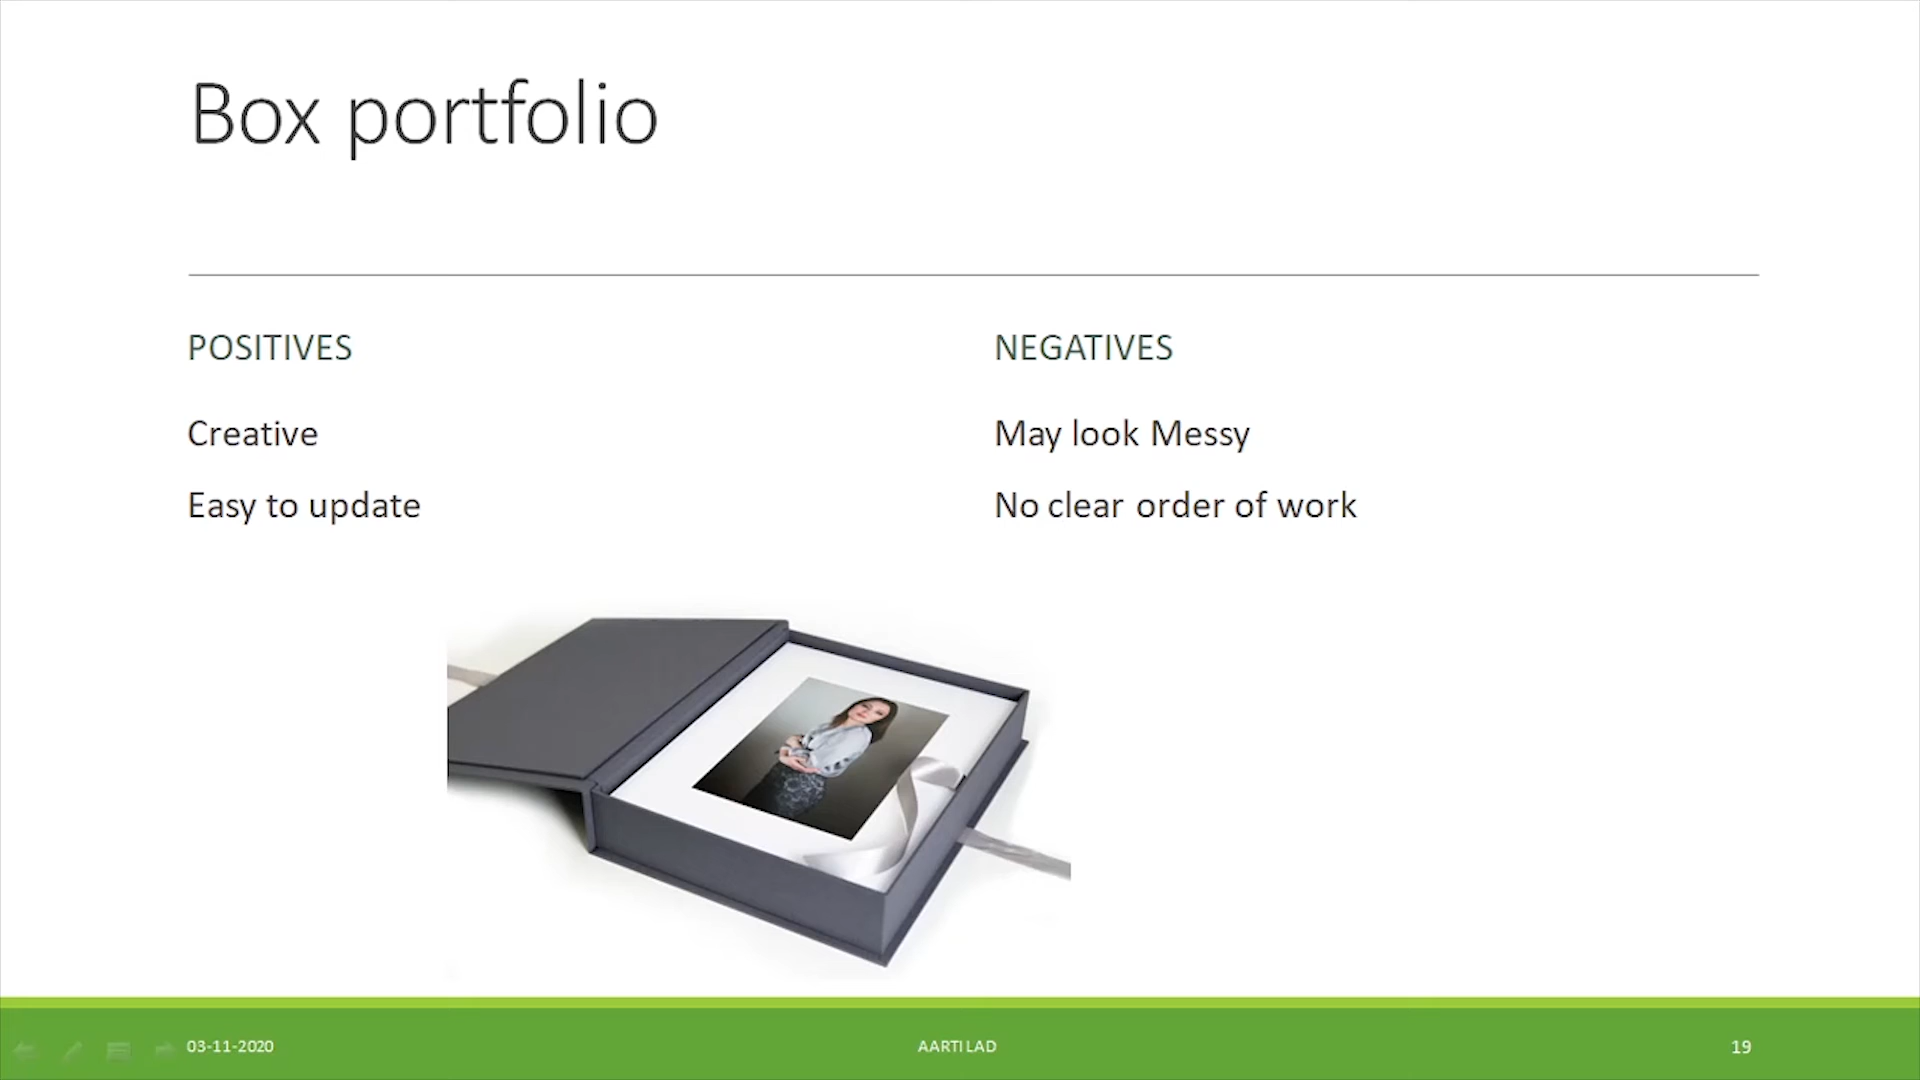 Box portfolio
POSITIVES
Creative
Easy to update
NEGATIVES
May look Messy
No clear order of work
03-11-2020
AARTI LAD
19